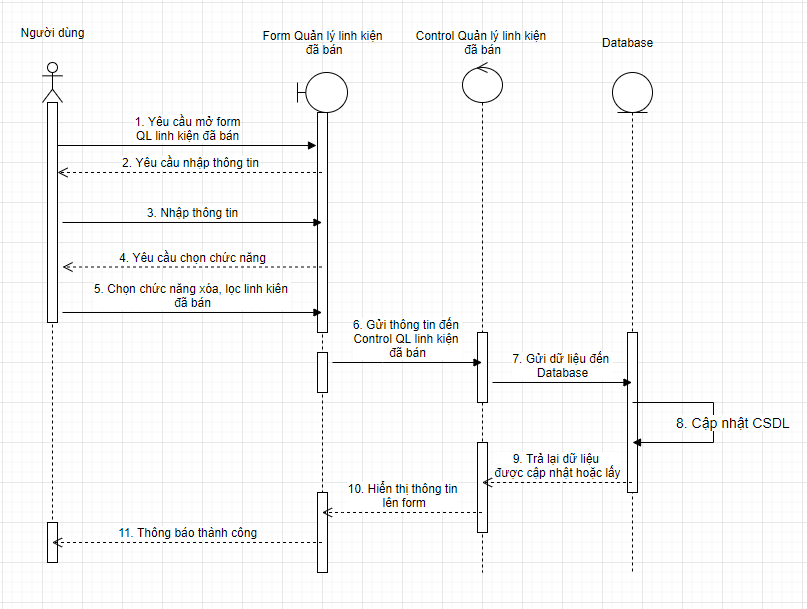 Người dùng
Form Quản lý linh kiện
đã bán
Control Quản lý linh kiện
đã bán
Database
1. Yêu cầu mở form
QL linh kiện đã bán
2. Yêu cầu nhập thông tin
3. Nhập thông tin
4. Yêu cầu chọn chức năng
5. Chọn chức năng xóa, lọc linh kiên
đã bán
6. Gửi thông tin đến
Control QL linh kiện
đã bán
7. Gửi dữ liệu đến
Database
8. Cập nhật CSDL
9. Trả lại dữ liệu
được cập nhật hoặc lấy
10. Hiển thị thông tin
lên form
11. Thông báo thành công